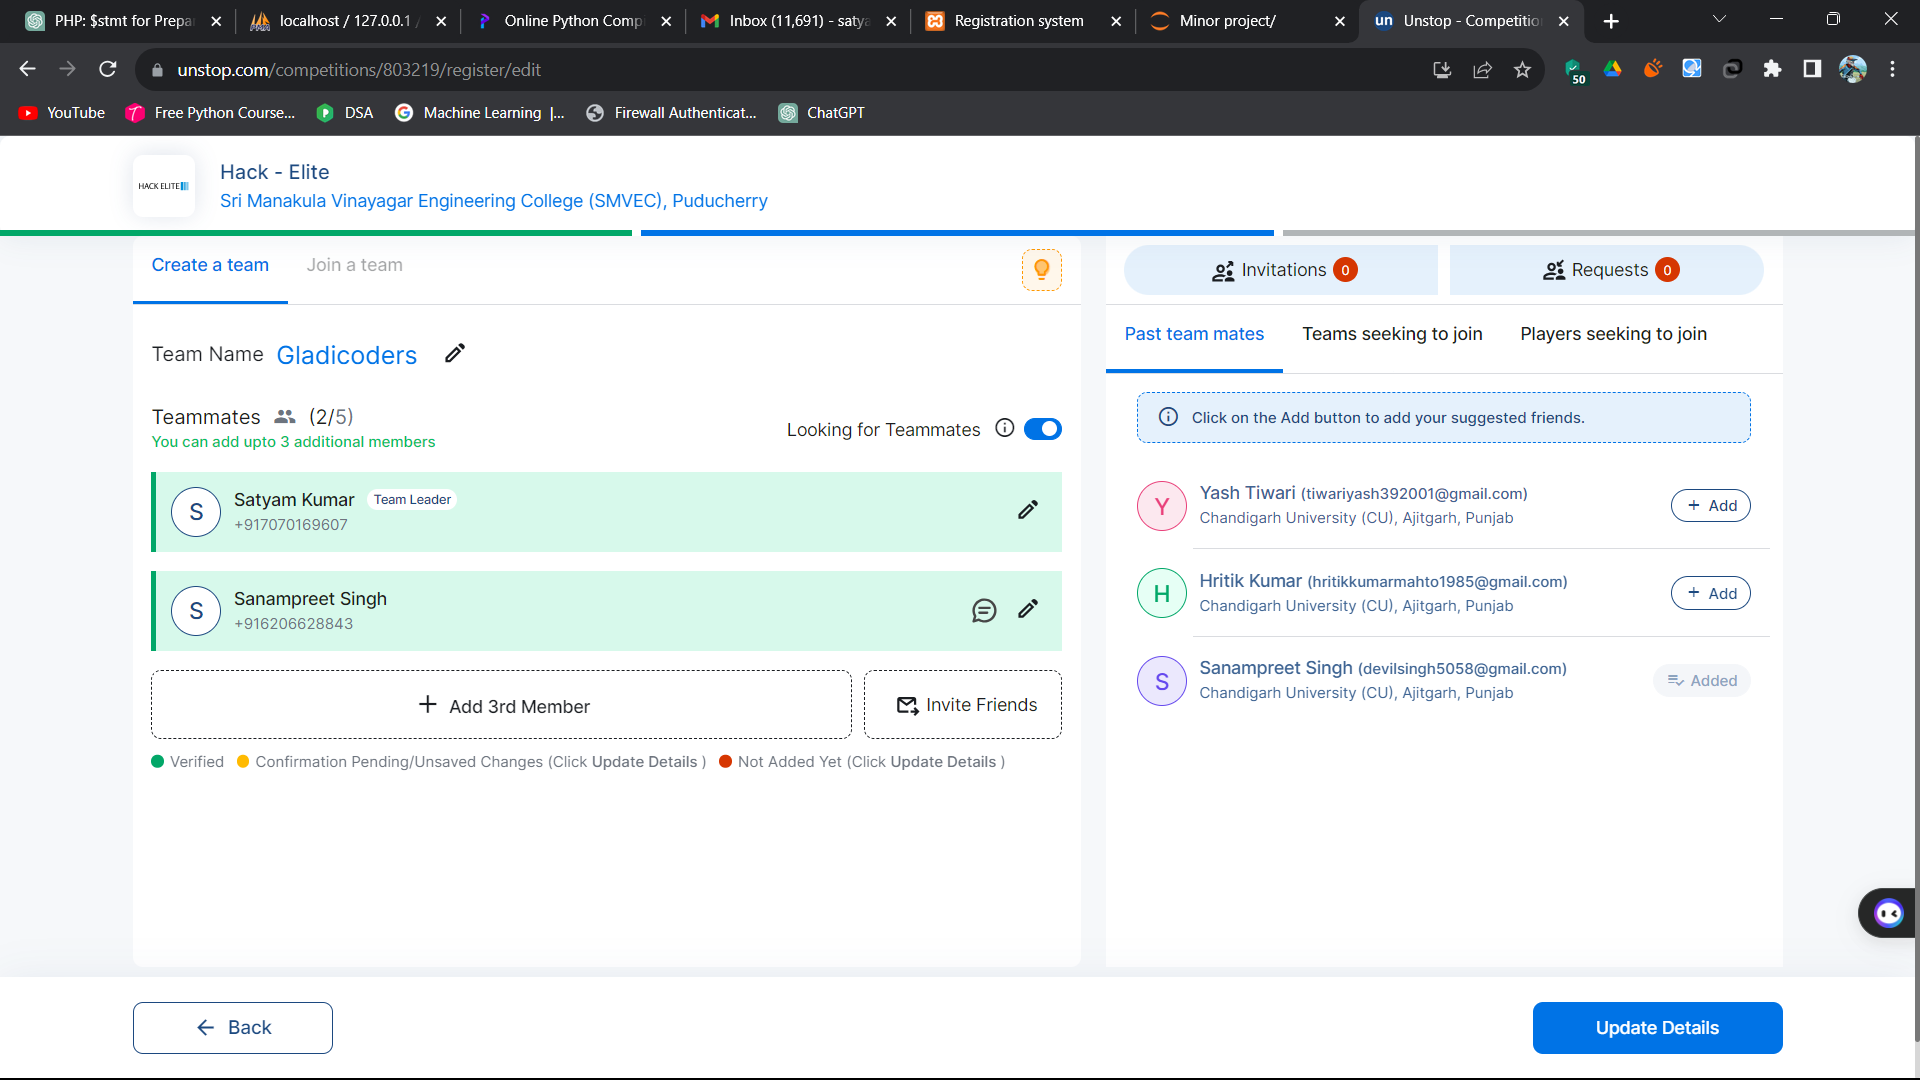 PHP: $stmt for Prepa
localhost / 127.0.0.1 /
Online Python Comp
Inbox (11,691) - satya
Registration system
Minor project/
un Unstop - Competitio
unstop.com/competitions/803219/register/edit
50
YouTube
Free Python Course...
DSA
Machine Learning |...
Firewall Authenticat...
ChatGPT
HACK ELITE
Hack - Elite
Sri Manakula Vinayagar Engineering College (SMVEC), Puducherry
Create a team
Join a team
Invitations 0
Requests 0
Past team mates
Teams seeking to join
Players seeking to join
Team Name Gladicoders
Teammates (2/5)
You can add upto 3 additional members
Looking for Teammates
Click on the Add button to add your suggested friends.
S
Satyam Kumar Team Leader
+917070169607
S
Sanampreet Singh
+916206628843
+ Add 3rd Member
Invite Friends
Verified
Confirmation Pending/Unsaved Changes (Click Update Details )
Not Added Yet (Click Update Details )
Y
Yash Tiwari (tiwariyash392001@gmail.com)
Chandigarh University (CU), Ajitgarh, Punjab
+ Add
H
Hritik Kumar (hritikkumarmahto1985@gmail.com)
Chandigarh University (CU), Ajitgarh, Punjab
+ Add
S
Sanampreet Singh (devilsingh5058@gmail.com)
Chandigarh University (CU), Ajitgarh, Punjab
Added
Back
Update Details